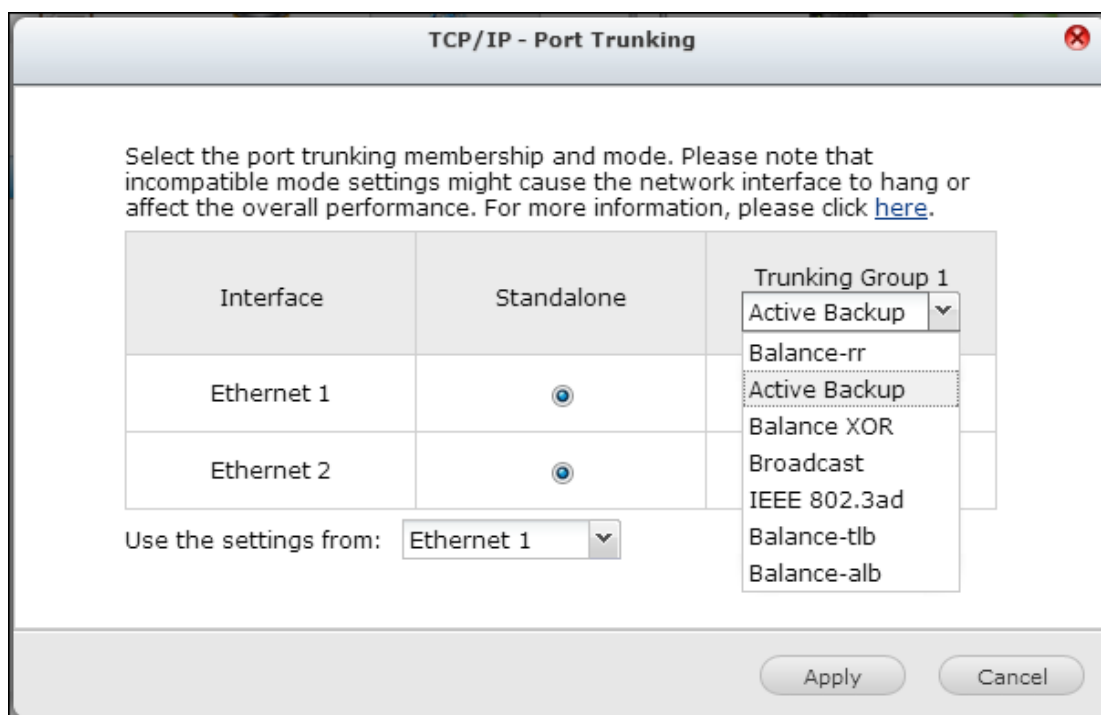 TCP/IP - Port Trunking
Select the port trunking membership and mode. Please note that
incompatible mode settings might cause the network interface to hang or
affect the overall performance. For more information, please click here.
Interface
Standalone
Trunking Group 1
Active Backup
Balance-rr
Active Backup
Balance XOR
Broadcast
IEEE 802.3ad
Balance-tlb
Balance-alb
Ethernet 1
Ethernet 2
Use the settings from: Ethernet 1
Apply Cancel